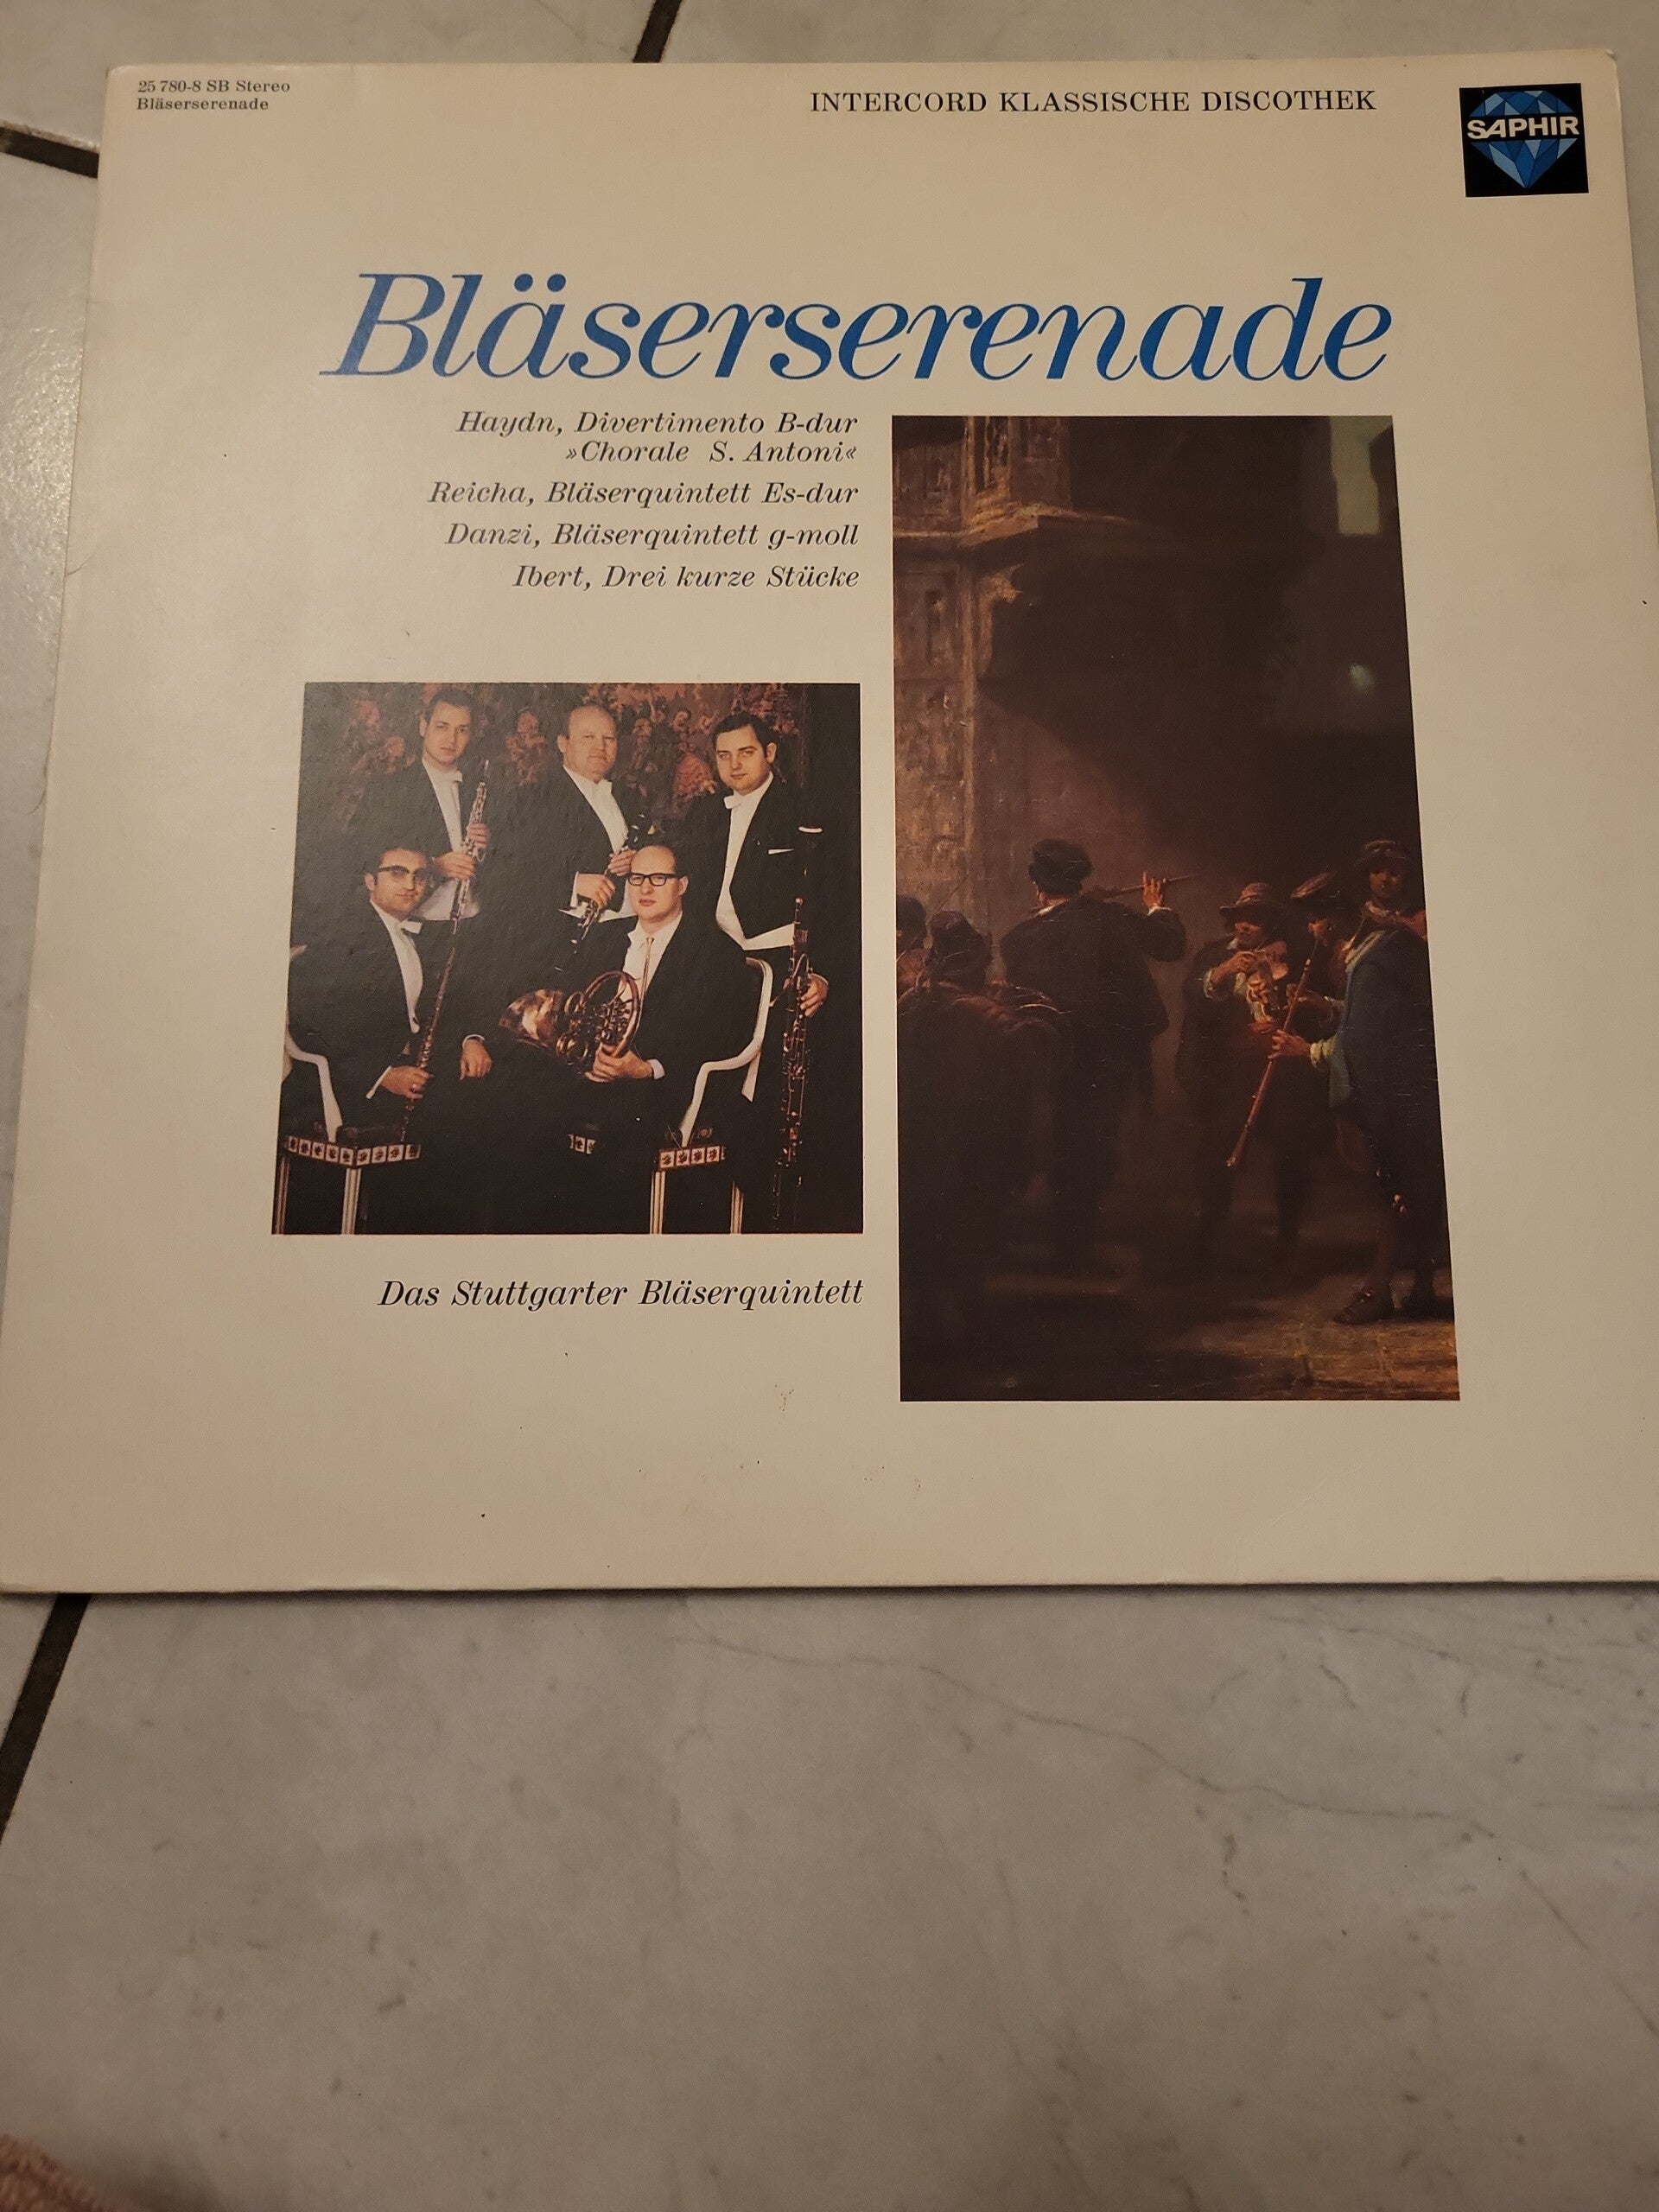 25 780-8 SB Stereo
Bläserserenade
INTERCORD KLASSISCHE DISCOTHEK
SAPHIR
Bläserserenade
Haydn, Divertimento B-dur
»Chorale S. Antoni«
Reicha, Bläserquintett Es-dur
Danzi, Bläserquintett g-moll
Ibert, Drei kurze Stücke
Das Stuttgarter Bläserquintett